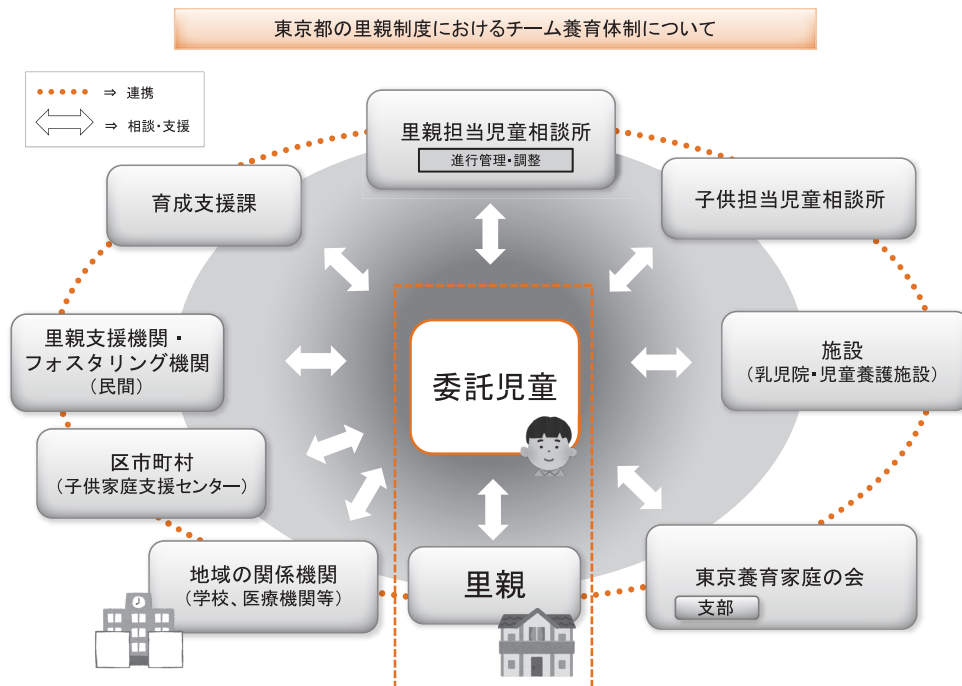 東京都の里親制度におけるチーム養育体制について
⇒ 連携
⇒ 相談・支援
里親担当児童相談所
進行管理・調整
育成支援課
子供担当児童相談所
里親支援機関・
フォスタリング機関
（民間）
委託児童
施設
（乳児院・児童養護施設）
区市町村
（子供家庭支援センター）
地域の関係機関
（学校、医療機関等）
里親
東京養育家庭の会
支部